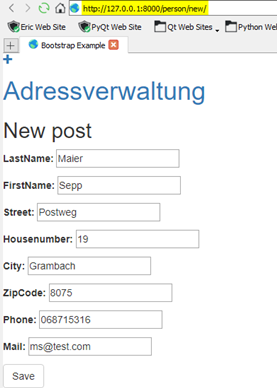 http://127.0.0.1:8000/person/new/
Eric Web Site PyQt Web Site Qt Web Sites Python Web
Bootstrap Example
Adressverwaltung
New post
LastName: Maier
FirstName: Sepp
Street: Postweg
Housenumber: 19
City: Grambach
ZipCode: 8075
Phone: 068715316
Mail: ms@test.com
Save